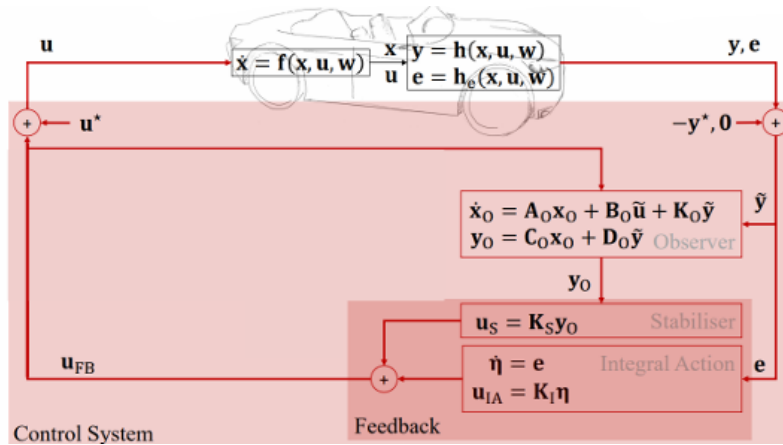 u
ẋ = f(x, u, w)
x
u
y = h(x, u, w)
e = hₑ(x, u, w)
y, e
+
u*
−y*, 0
+
ẋ_O = A_O x_O + B_O ũ + K_O ỹ
y_O = C_O x_O + D_O ỹ
Observer
ỹ
y_O
u_S = K_S y_O
Stabiliser
u_FB
+
η̇ = e
u_IA = K_I η
Integral Action
e
Control System
Feedback